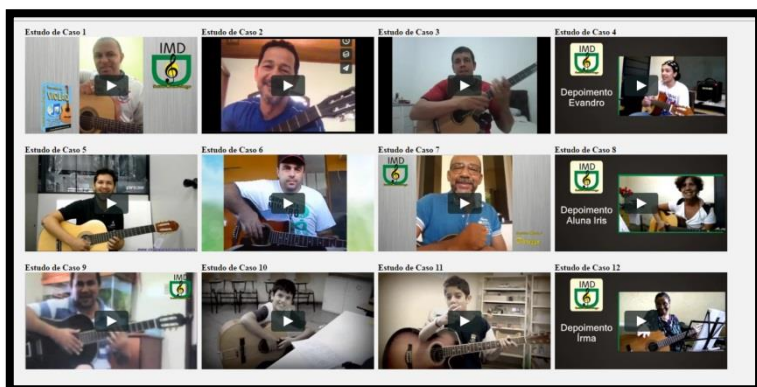 Estudo de Caso 1
Estudo de Caso 2
Estudo de Caso 3
Estudo de Caso 4
IMD
IMD
Depoimento
Evandro
Estudo de Caso 5
Estudo de Caso 6
Estudo de Caso 7
Estudo de Caso 8
IMD
IMD
Depoimento
Aluna Iris
Estudo de Caso 9
Estudo de Caso 10
Estudo de Caso 11
Estudo de Caso 12
IMD
IMD
Depoimento
Irma